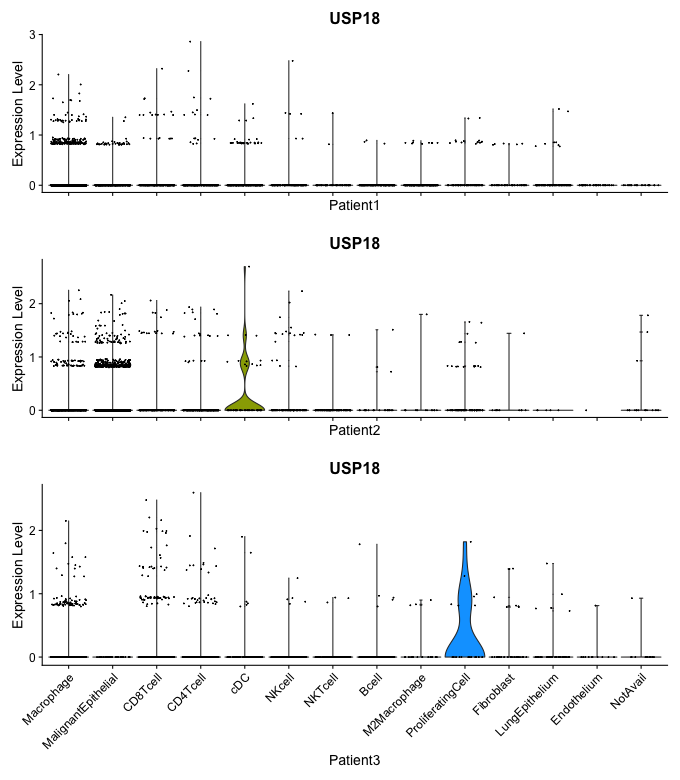 USP18
Expression Level
3
2
1
0
Patient1
USP18
Expression Level
2
1
0
Patient2
USP18
Expression Level
2
1
0
Macrophage
MalignantEpithelial
CD8Tcell
CD4Tcell
cDC
NKcell
NKTcell
Bcell
M2Macrophage
ProliferatingCell
Fibroblast
LungEpithelium
Endothelium
NotAvail
Patient3